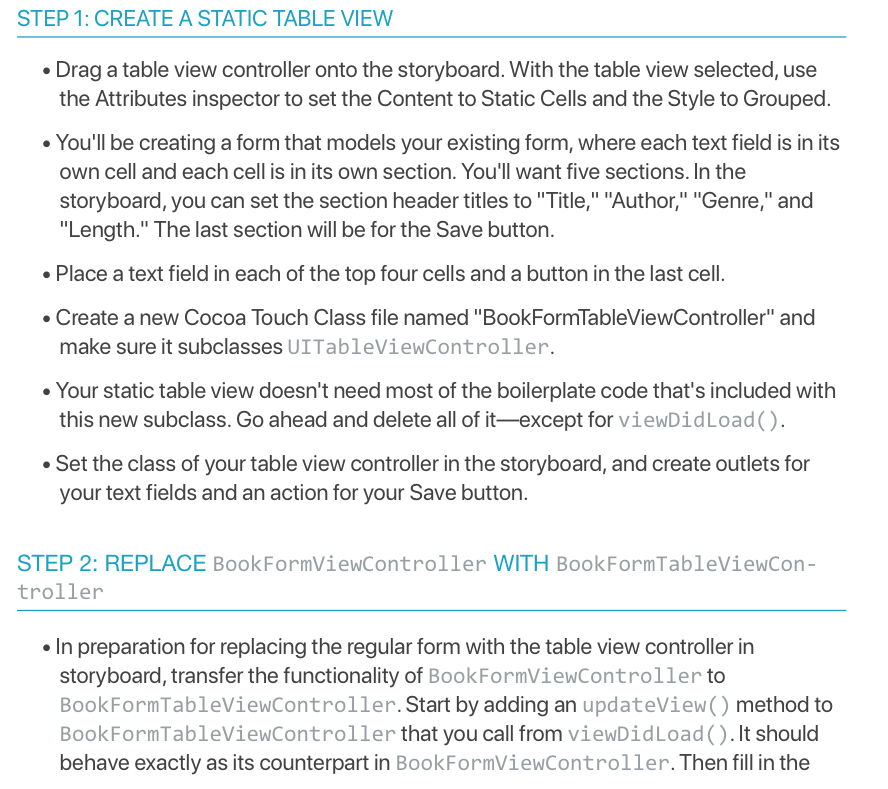 STEP 1: CREATE A STATIC TABLE VIEW
• Drag a table view controller onto the storyboard. With the table view selected, use
the Attributes inspector to set the Content to Static Cells and the Style to Grouped.
• You'll be creating a form that models your existing form, where each text field is in its
own cell and each cell is in its own section. You'll want five sections. In the
storyboard, you can set the section header titles to "Title," "Author," "Genre," and
"Length." The last section will be for the Save button.
• Place a text field in each of the top four cells and a button in the last cell.
• Create a new Cocoa Touch Class file named "BookFormTableViewController" and
make sure it subclasses UITableViewController.
• Your static table view doesn't need most of the boilerplate code that's included with
this new subclass. Go ahead and delete all of it—except for viewDidLoad().
• Set the class of your table view controller in the storyboard, and create outlets for
your text fields and an action for your Save button.
STEP 2: REPLACE BookFormViewController WITH BookFormTableViewCon-
troller
• In preparation for replacing the regular form with the table view controller in
storyboard, transfer the functionality of BookFormViewController to
BookFormTableViewController. Start by adding an updateView() method to
BookFormTableViewController that you call from viewDidLoad(). It should
behave exactly as its counterpart in BookFormViewController. Then fill in the